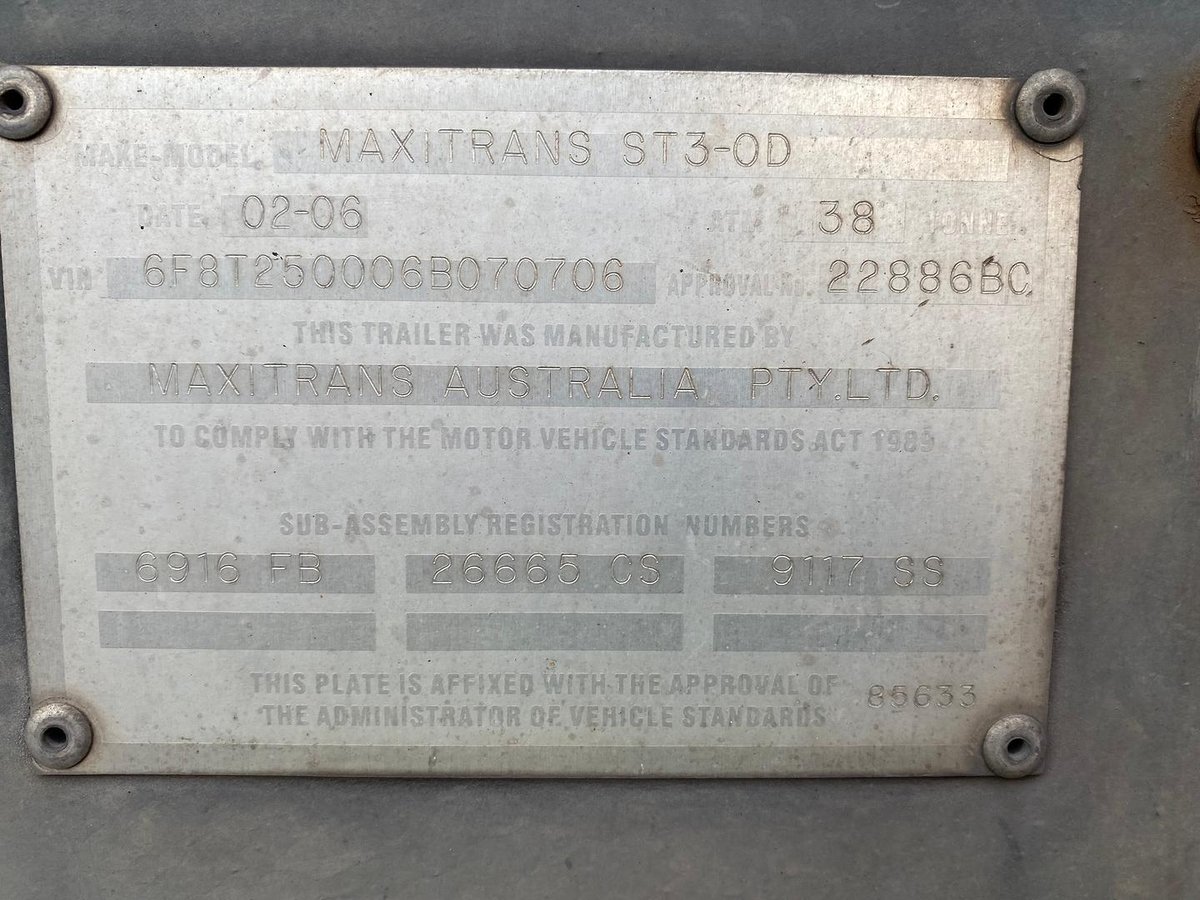 MAKE-MODEL. MAXITRANS ST3-OD
DATE. 02-06 ATM. 38 TONNE.
VIN 6F8T250006B070706 APPROVAL No. 22886BC
THIS TRAILER WAS MANUFACTURED BY
MAXITRANS AUSTRALIA. PTY.LTD.
TO COMPLY WITH THE MOTOR VEHICLE STANDARDS ACT 1989
SUB-ASSEMBLY REGISTRATION NUMBERS
6916 FB 26665 CS 9117 SS
THIS PLATE IS AFFIXED WITH THE APPROVAL OF 85633
THE ADMINISTRATOR OF VEHICLE STANDARDS